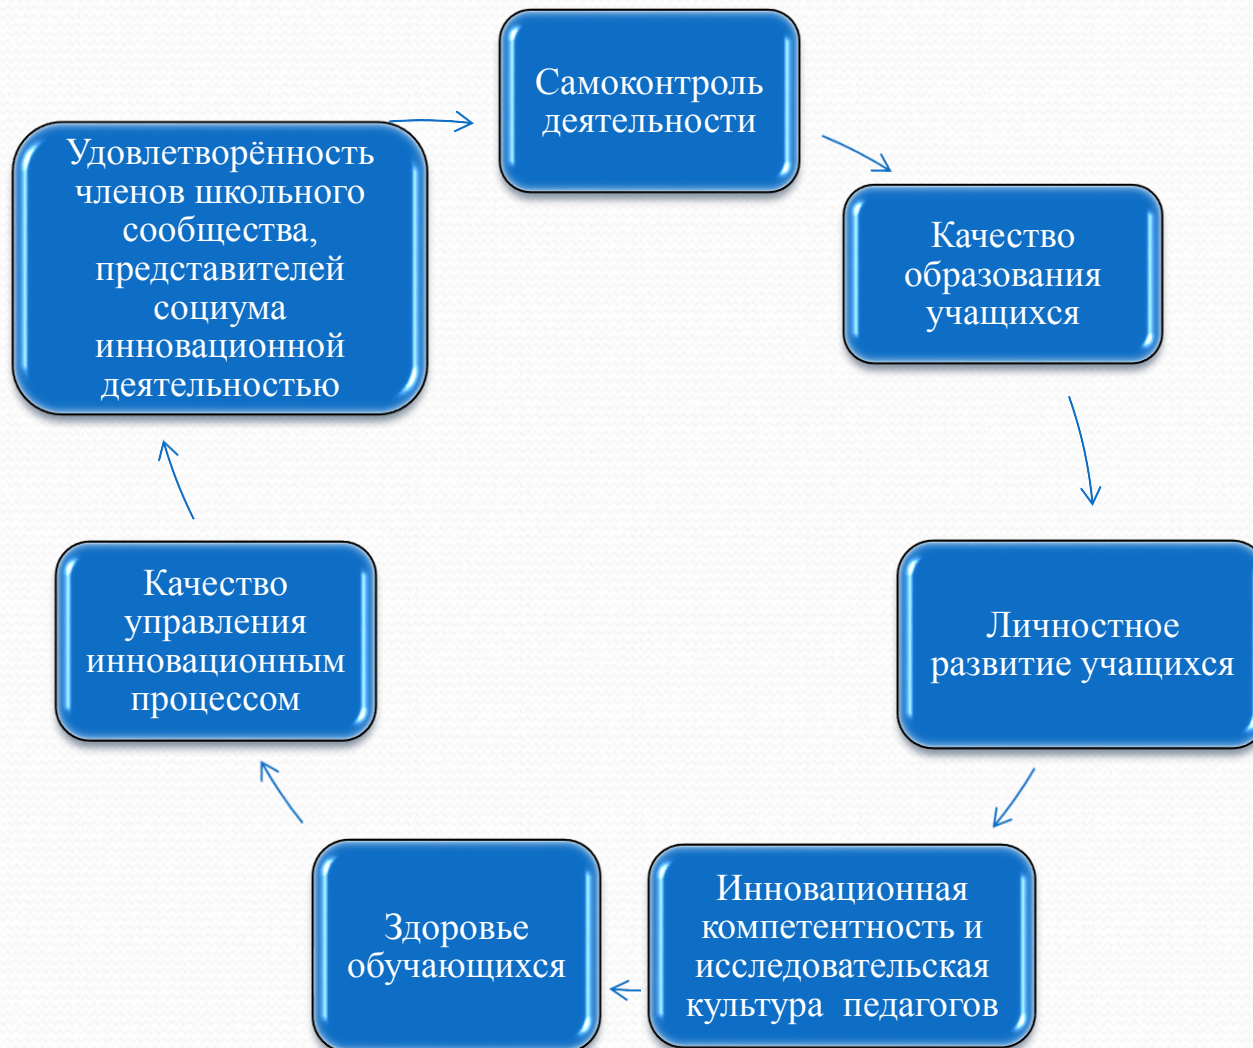 Самоконтроль
деятельности
Качество
образования
учащихся
Личностное
развитие учащихся
Инновационная
компетентность и
исследовательская
культура педагогов
Здоровье
обучающихся
Качество
управления
инновационным
процессом
Удовлетворённость
членов школьного
сообщества,
представителей
социума
инновационной
деятельностью